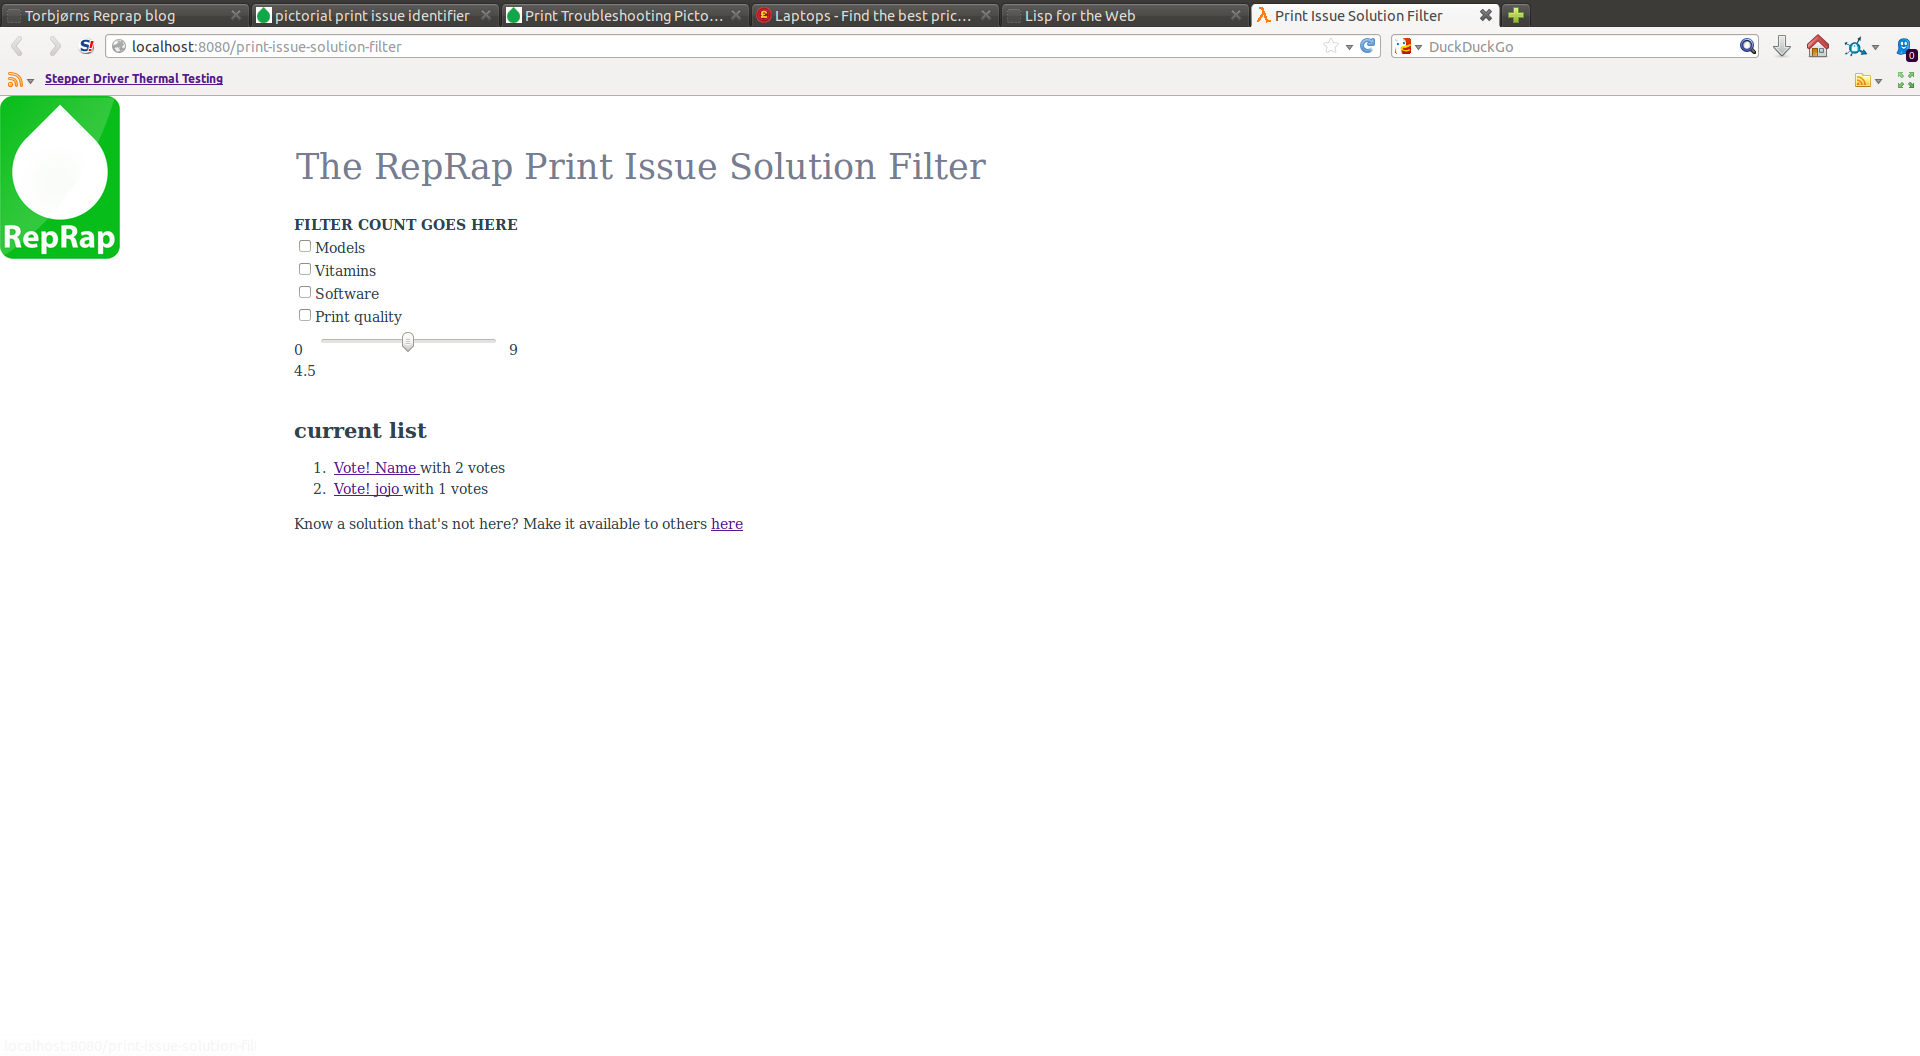 Torbjørns Reprap blog
pictorial print issue identifier
Print Troubleshooting Picto...
Laptops - Find the best pric...
Lisp for the Web
Print Issue Solution Filter
S!
localhost:8080/print-issue-solution-filter
DuckDuckGo
0
Stepper Driver Thermal Testing
RepRap
The RepRap Print Issue Solution Filter
FILTER COUNT GOES HERE
Models
Vitamins
Software
Print quality
0 9
4.5
current list
1. Vote! Name with 2 votes
2. Vote! jojo with 1 votes
Know a solution that's not here? Make it available to others here
localhost:8080/print-issue-solution-fill